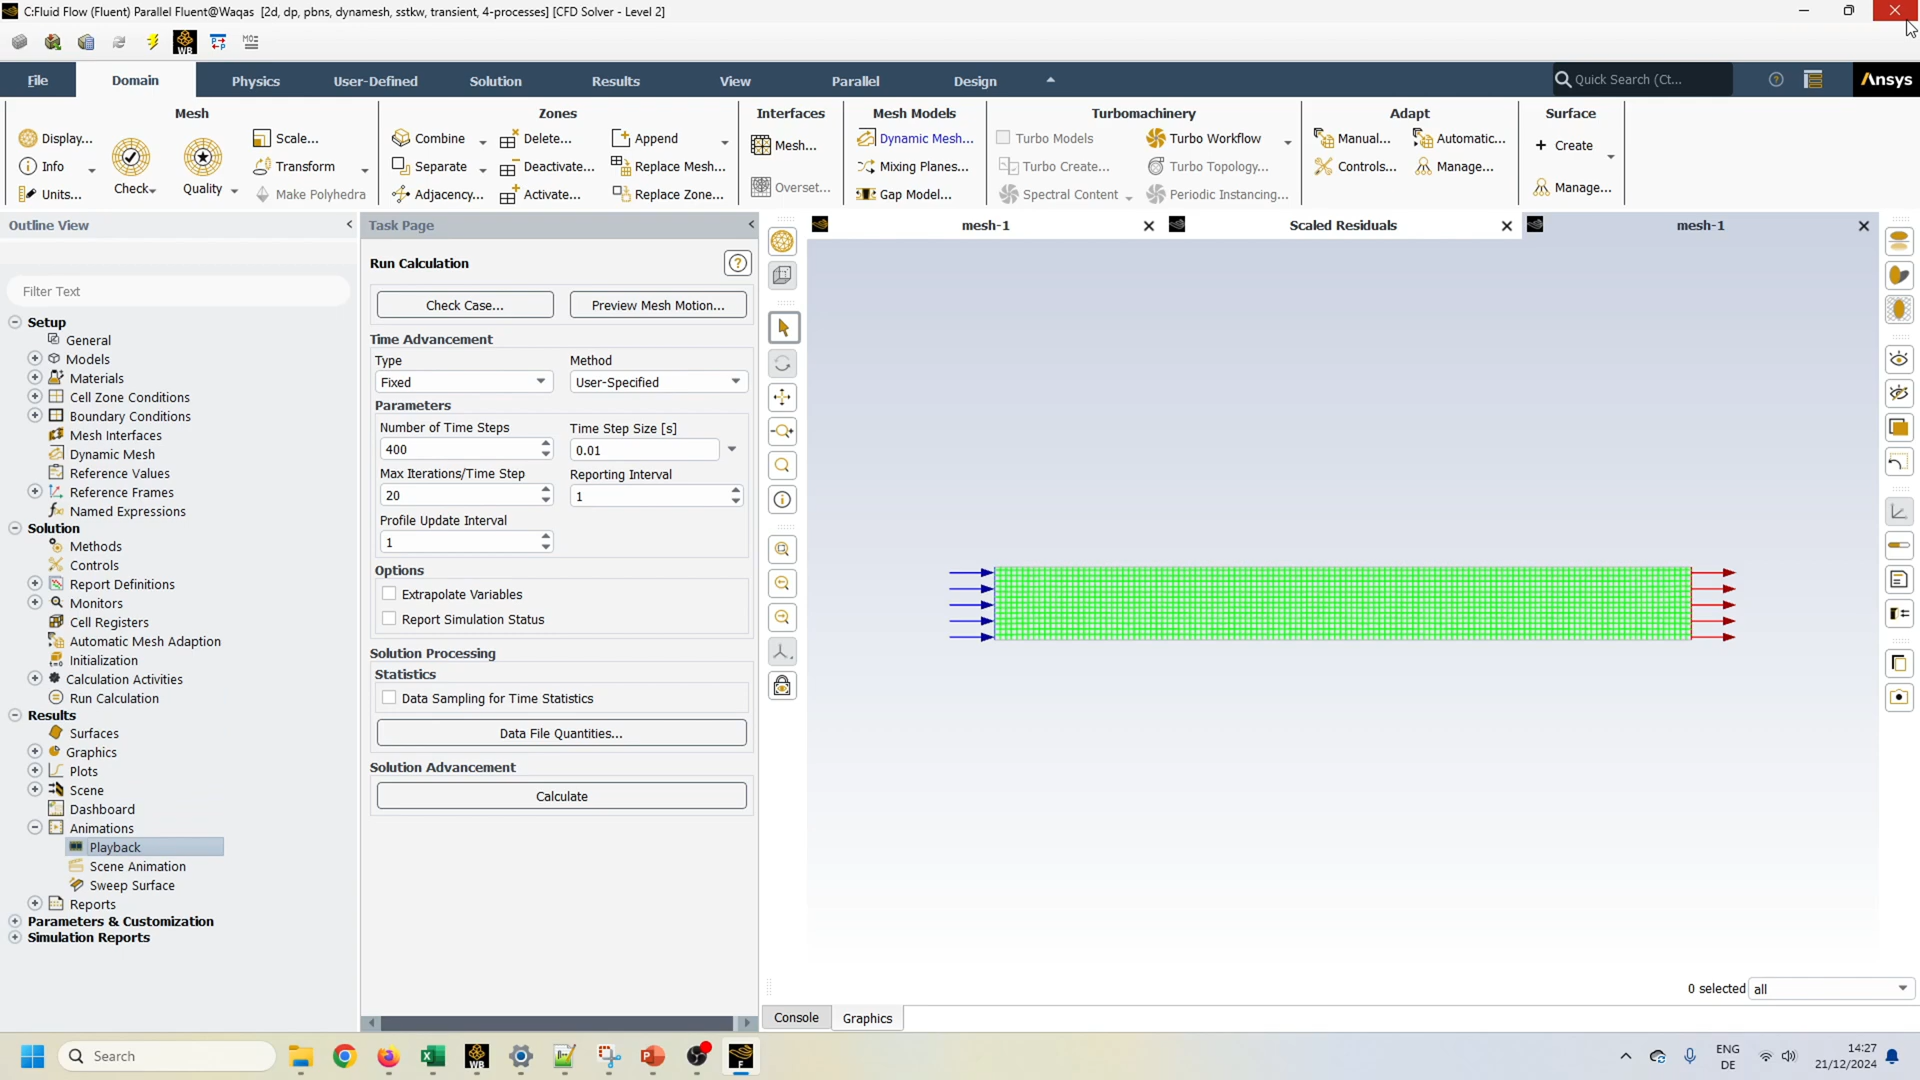 C:Fluid Flow (Fluent) Parallel Fluent@Waqas [2d, dp, pbns, dynamesh, sstkw, transient, 4-processes] [CFD Solver - Level 2]
WB
File Domain Physics User-Defined Solution Results View Parallel Design Quick Search (Ct... Ansys
Mesh
Display...
Info
Units...
Check
Quality
Scale...
Transform
Make Polyhedra
Zones
Combine
Delete...
Append
Separate
Deactivate...
Replace Mesh...
Adjacency...
Activate...
Replace Zone...
Interfaces
Mesh...
Overset...
Mesh Models
Dynamic Mesh...
Mixing Planes...
Gap Model...
Turbomachinery
Turbo Models
Turbo Workflow
Turbo Create...
Turbo Topology...
Spectral Content
Periodic Instancing...
Adapt
Manual...
Automatic...
Controls...
Manage...
Surface
Create
Manage...
Outline View
Filter Text
Setup
General
Models
Materials
Cell Zone Conditions
Boundary Conditions
Mesh Interfaces
Dynamic Mesh
Reference Values
Reference Frames
Named Expressions
Solution
Methods
Controls
Report Definitions
Monitors
Cell Registers
Automatic Mesh Adaption
Initialization
Calculation Activities
Run Calculation
Results
Surfaces
Graphics
Plots
Scene
Dashboard
Animations
Playback
Scene Animation
Sweep Surface
Reports
Parameters & Customization
Simulation Reports
Task Page
Run Calculation
Check Case... Preview Mesh Motion...
Time Advancement
Type Method
Fixed User-Specified
Parameters
Number of Time Steps Time Step Size [s]
400 0.01
Max Iterations/Time Step Reporting Interval
20 1
Profile Update Interval
1
Options
Extrapolate Variables
Report Simulation Status
Solution Processing
Statistics
Data Sampling for Time Statistics
Data File Quantities...
Solution Advancement
Calculate
mesh-1 Scaled Residuals mesh-1
0 selected all
Console Graphics
Search
WB
F
ENG
DE
14:27
21/12/2024